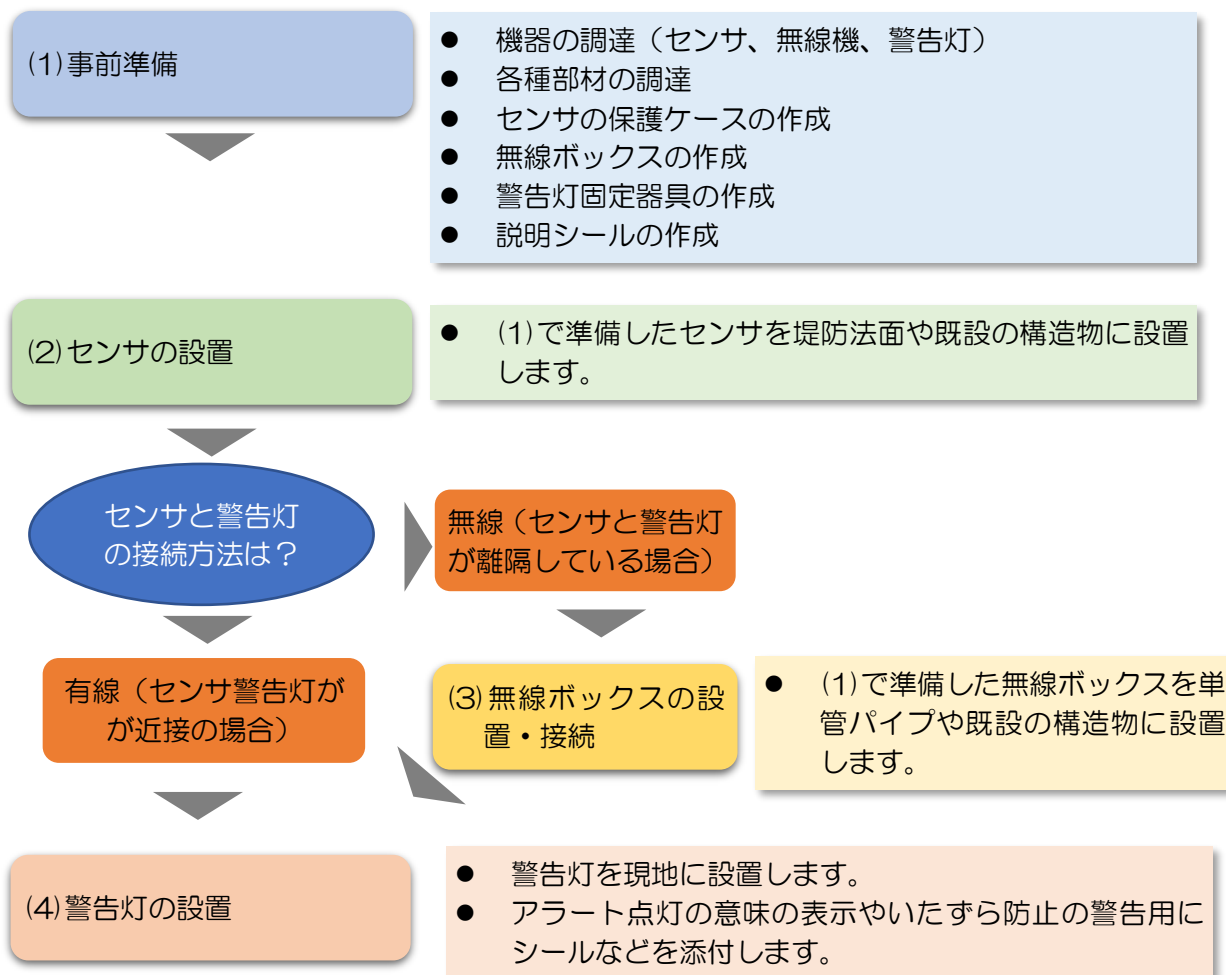 (1)事前準備
● 機器の調達（センサ、無線機、警告灯）
● 各種部材の調達
● センサの保護ケースの作成
● 無線ボックスの作成
● 警告灯固定器具の作成
● 説明シールの作成
(2)センサの設置
● (1)で準備したセンサを堤防法面や既設の構造物に設置
します。
センサと警告灯
の接続方法は？
無線（センサと警告灯
が離隔している場合）
有線（センサ警告灯が
が近接の場合）
(3)無線ボックスの設
置・接続
● (1)で準備した無線ボックスを単
管パイプや既設の構造物に設置
します。
(4)警告灯の設置
● 警告灯を現地に設置します。
● アラート点灯の意味の表示やいたずら防止の警告用に
シールなどを添付します。